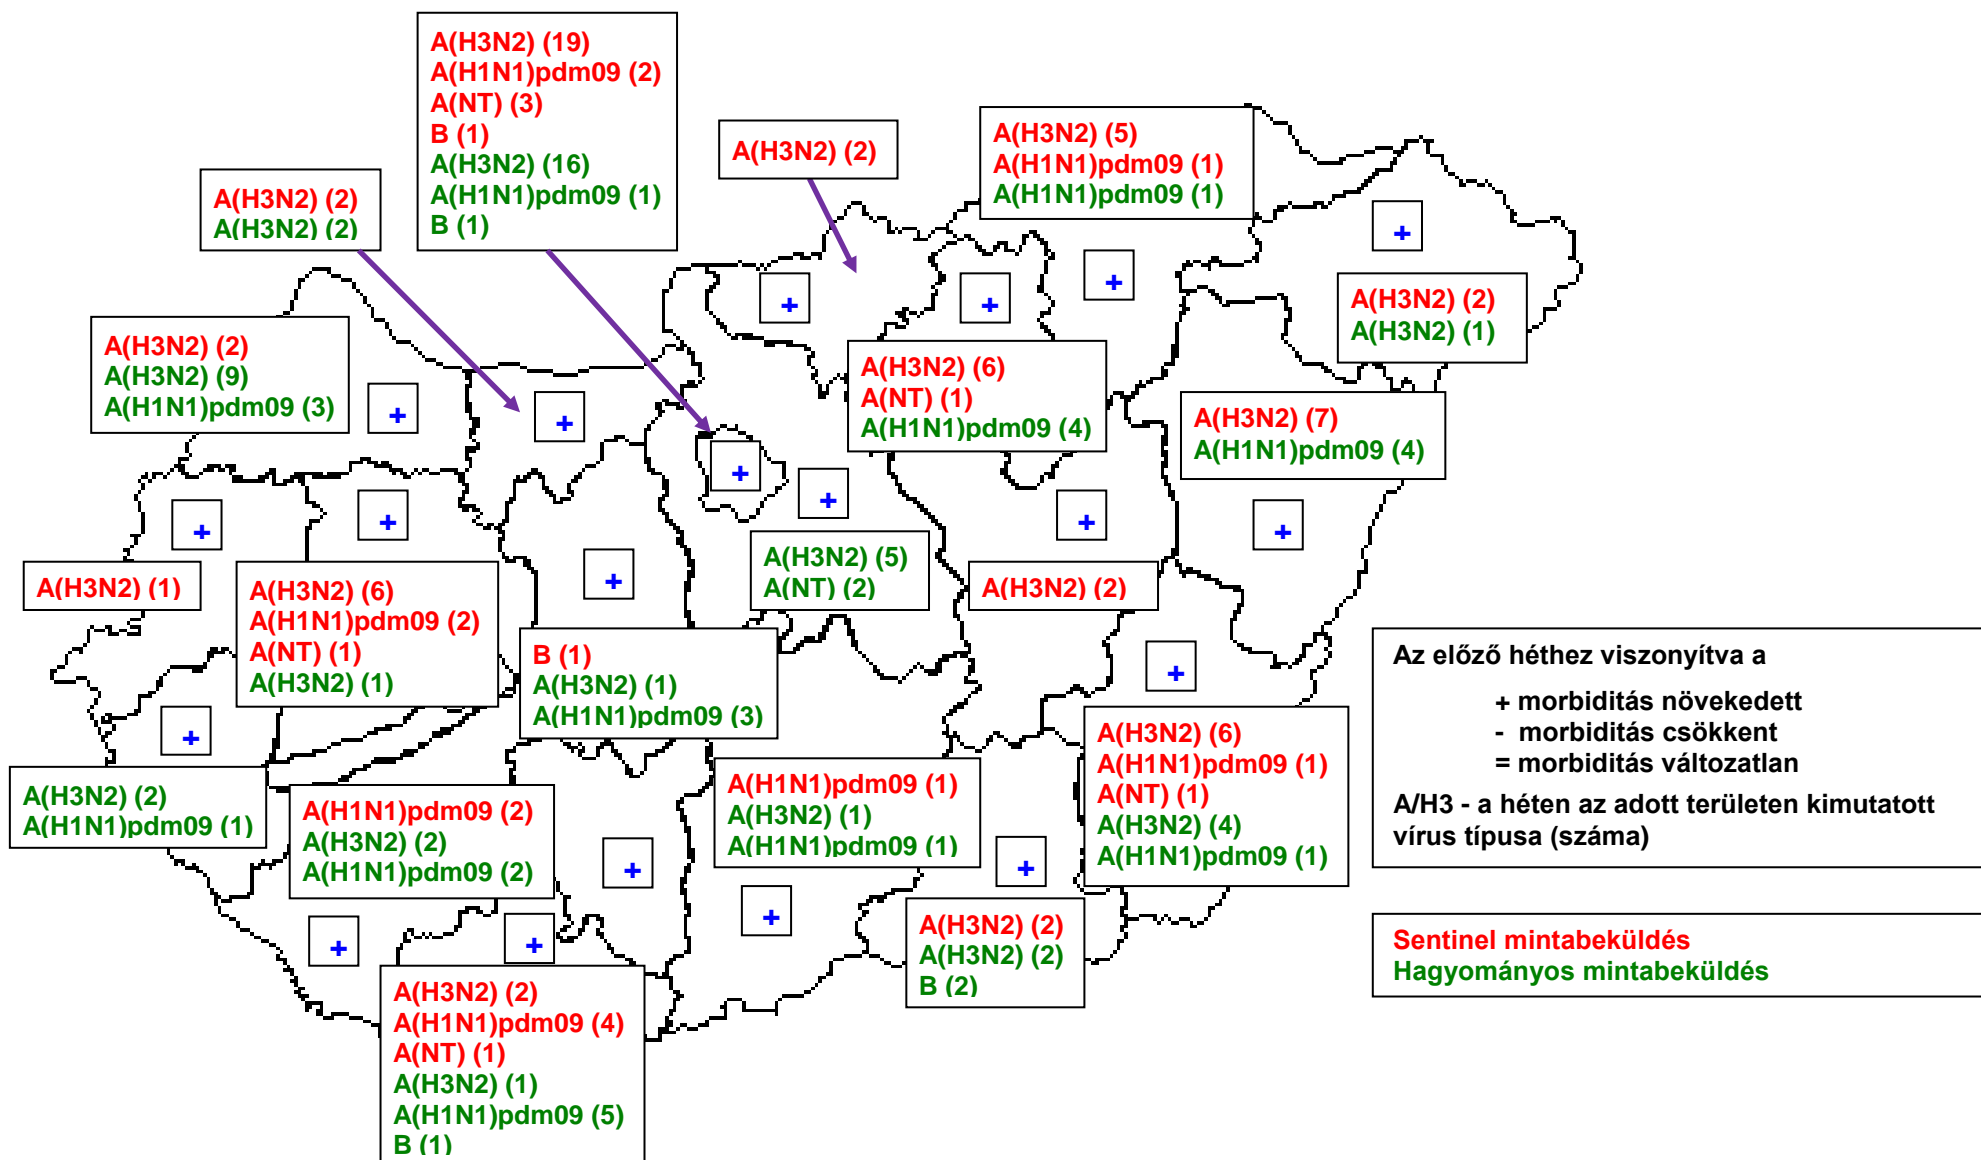 A(H3N2) (19)
A(H1N1)pdm09 (2)
A(NT) (3)
B (1)
A(H3N2) (16)
A(H1N1)pdm09 (1)
B (1)
A(H3N2) (2)
A(H3N2) (5)
A(H1N1)pdm09 (1)
A(H1N1)pdm09 (1)
A(H3N2) (2)
A(H3N2) (2)
+
+
+
+
A(H3N2) (2)
A(H3N2) (1)
A(H3N2) (2)
A(H3N2) (9)
A(H1N1)pdm09 (3)
+
+
A(H3N2) (6)
A(NT) (1)
A(H1N1)pdm09 (4)
A(H3N2) (7)
A(H1N1)pdm09 (4)
+
+
+
+
+
+
A(H3N2) (1)
A(H3N2) (6)
A(H1N1)pdm09 (2)
A(NT) (1)
A(H3N2) (1)
+
A(H3N2) (5)
A(NT) (2)
A(H3N2) (2)
B (1)
A(H3N2) (1)
A(H1N1)pdm09 (3)
+
+
Az előző héthez viszonyítva a
+ morbiditás növekedett
- morbiditás csökkent
= morbiditás változatlan
A/H3 - a héten az adott területen kimutatott
vírus típusa (száma)
A(H3N2) (2)
A(H1N1)pdm09 (1)
A(H1N1)pdm09 (2)
A(H3N2) (2)
A(H1N1)pdm09 (2)
A(H1N1)pdm09 (1)
A(H3N2) (1)
A(H1N1)pdm09 (1)
A(H3N2) (6)
A(H1N1)pdm09 (1)
A(NT) (1)
A(H3N2) (4)
A(H1N1)pdm09 (1)
+
+
+
+
+
A(H3N2) (2)
A(H3N2) (2)
B (2)
Sentinel mintabeküldés
Hagyományos mintabeküldés
A(H3N2) (2)
A(H1N1)pdm09 (4)
A(NT) (1)
A(H3N2) (1)
A(H1N1)pdm09 (5)
B (1)